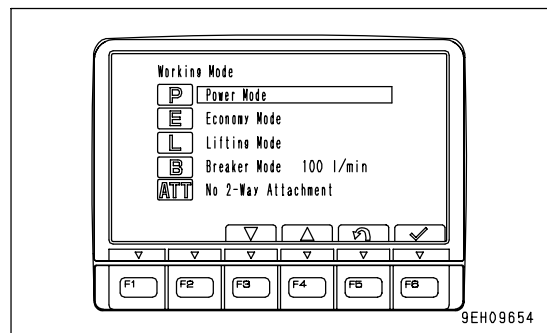 Working Mode
P Power Mode
E Economy Mode
L Lifting Mode
B Breaker Mode 100 l/min
ATT No 2-Way Attachment
F1 F2 F3 F4 F5 F6
9EH09654